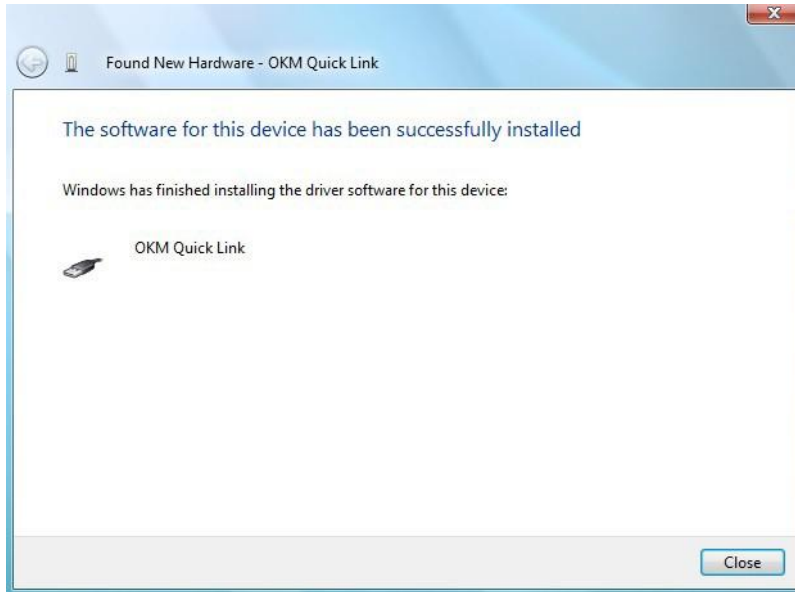 Found New Hardware - OKM Quick Link
The software for this device has been successfully installed
Windows has finished installing the driver software for this device:
OKM Quick Link
Close